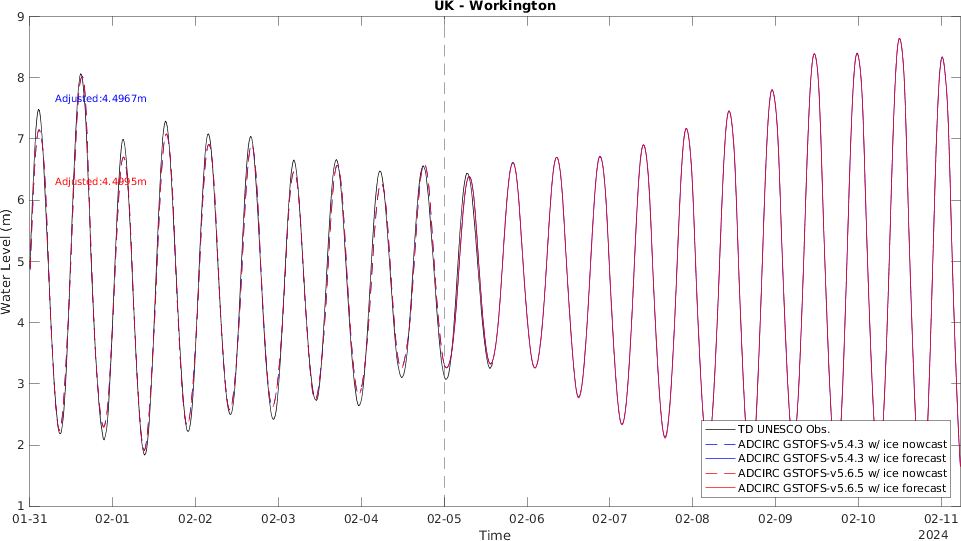 UK - Workington
9
8
7
6
5
4
3
2
1
Water Level (m)
Adjusted:4.4967m
Adjusted:4.4995m
TD UNESCO Obs.
ADCIRC GSTOFS-v5.4.3 w/ ice nowcast
ADCIRC GSTOFS-v5.4.3 w/ ice forecast
ADCIRC GSTOFS-v5.6.5 w/ ice nowcast
ADCIRC GSTOFS-v5.6.5 w/ ice forecast
01-31 02-01 02-02 02-03 02-04 02-05 02-06 02-07 02-08 02-09 02-10 02-11
Time
2024